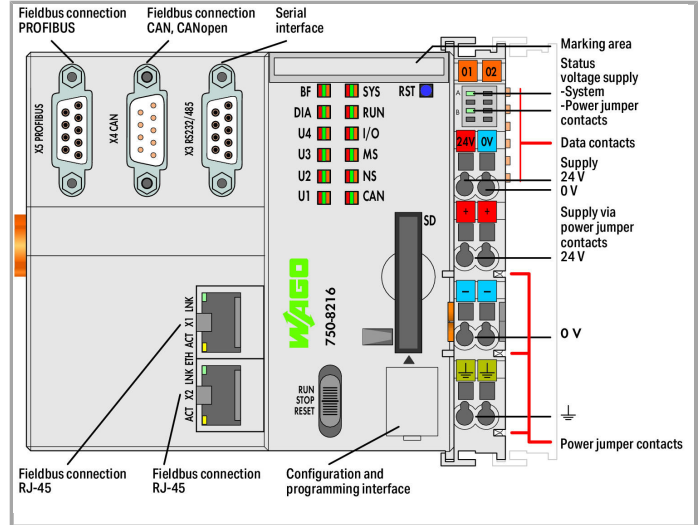 Fieldbus connection
PROFIBUS
Fieldbus connection
CAN, CANopen
Serial
interface
Marking area
Status
voltage supply
-System
-Power jumper
contacts
Data contacts
Supply
24 V
0 V
Supply via
power jumper
contacts
24 V
0 V
Power jumper contacts
X5 PROFIBUS
X4 CAN
X3 RS232/485
BF
SYS
RST
DIA
RUN
U4
I/O
U3
MS
U2
NS
U1
CAN
SD
01
02
A
B
24V
0V
+
+
–
–
WAGO
750-8216
RUN
STOP
RESET
ACT X1 LNK
ETH
ACT X2 LNK
Fieldbus connection
RJ-45
Fieldbus connection
RJ-45
Configuration and
programming interface